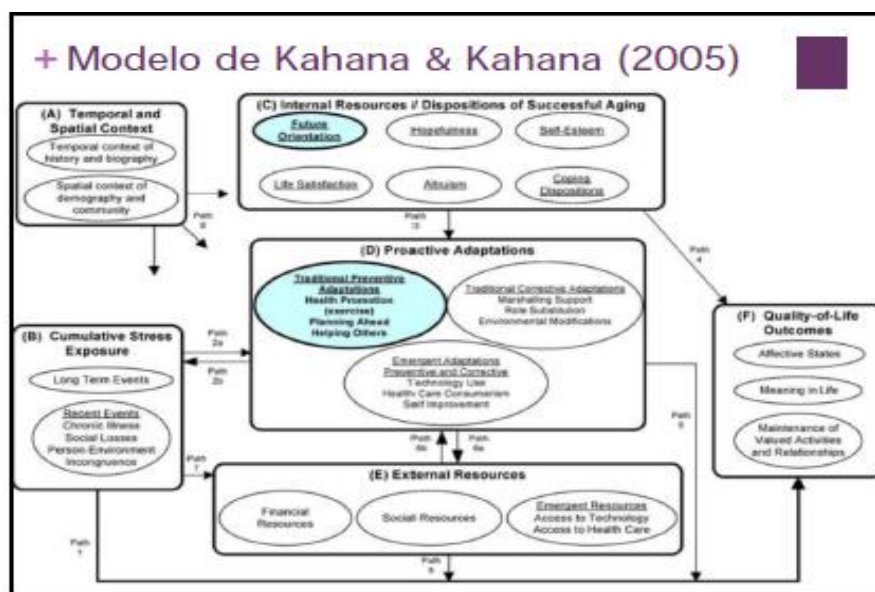 + Modelo de Kahana & Kahana (2005)
(A) Temporal and
Spatial Context
Temporal context of
history and biography
Spatial context of
demography and
community
(C) Internal Resources / Dispositions of Successful Aging
Future
Orientation
Hopefulness
Self-Esteem
Life Satisfaction
Altruism
Coping
Dispositions
Path
Path
Path
4
(D) Proactive Adaptations
Traditional Preventive
Adaptations
Health Promotion
(exercise)
Planning Ahead
Helping Others
Traditional Corrective Adaptations
Marshalling Support
Role Substitution
Environmental Modifications
Emergent Adaptations
Preventive and Corrective
Technology Use
Health Care Consumerism
Self Improvement
(B) Cumulative Stress
Exposure
Long Term Events
Recent Events
Chronic Illness
Social Losses
Person-Environment
Incongruence
Path
2a
Path
2b
(F) Quality-of-Life
Outcomes
Affective States
Meaning in Life
Maintenance of
Valued Activities
and Relationships
Path
Path
6b
Path
6a
Path
7
(E) External Resources
Financial
Resources
Social Resources
Emergent Resources
Access to Technology
Access to Health Care
Path
1
Path